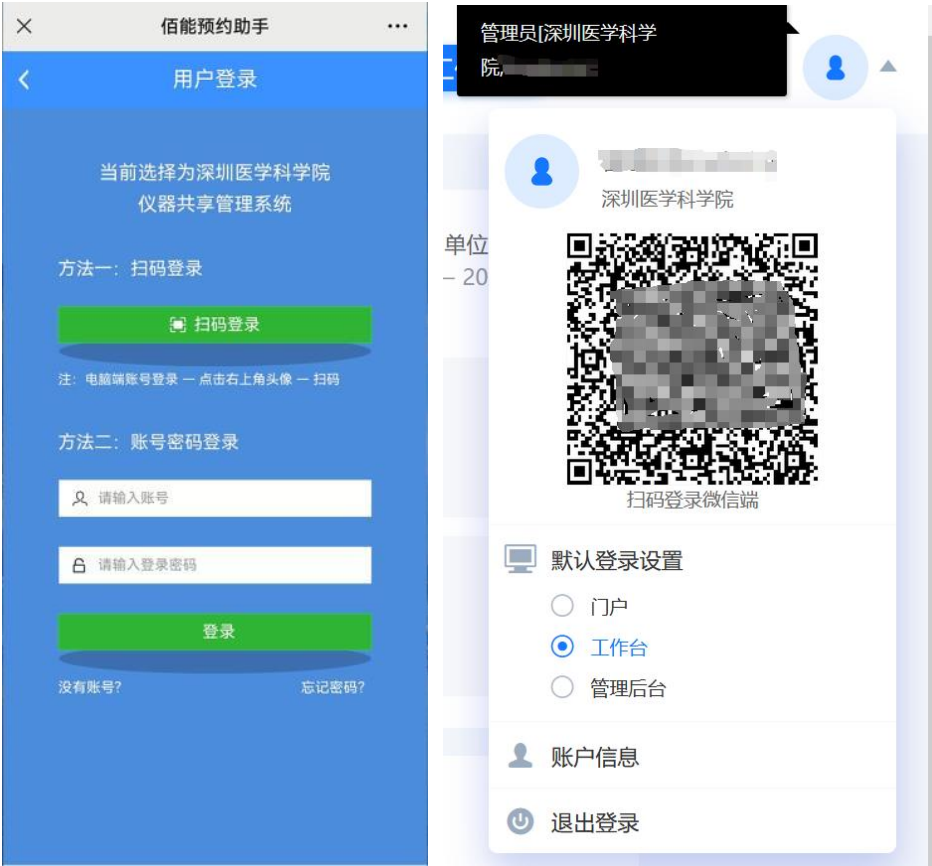 佰能预约助手
用户登录
当前选择为深圳医学科学院
仪器共享管理系统
方法一：扫码登录
扫码登录
注：电脑端账号登录 — 点击右上角头像 — 扫码
方法二：账号密码登录
请输入账号
请输入登录密码
登录
没有账号?
忘记密码?
管理员[深圳医学科学
院,
深圳医学科学院
单位
– 20
扫码登录微信端
默认登录设置
门户
工作台
管理后台
账户信息
退出登录